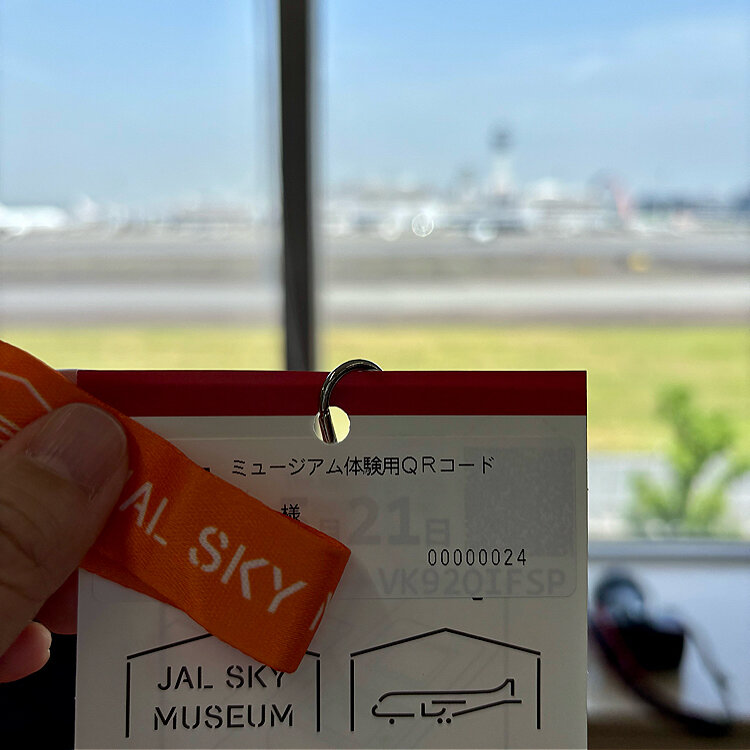 ミュージアム体験用QRコード
様
月21日
00000024
VK92QIFSP
JAL SKY
JAL SKY
MUSEUM